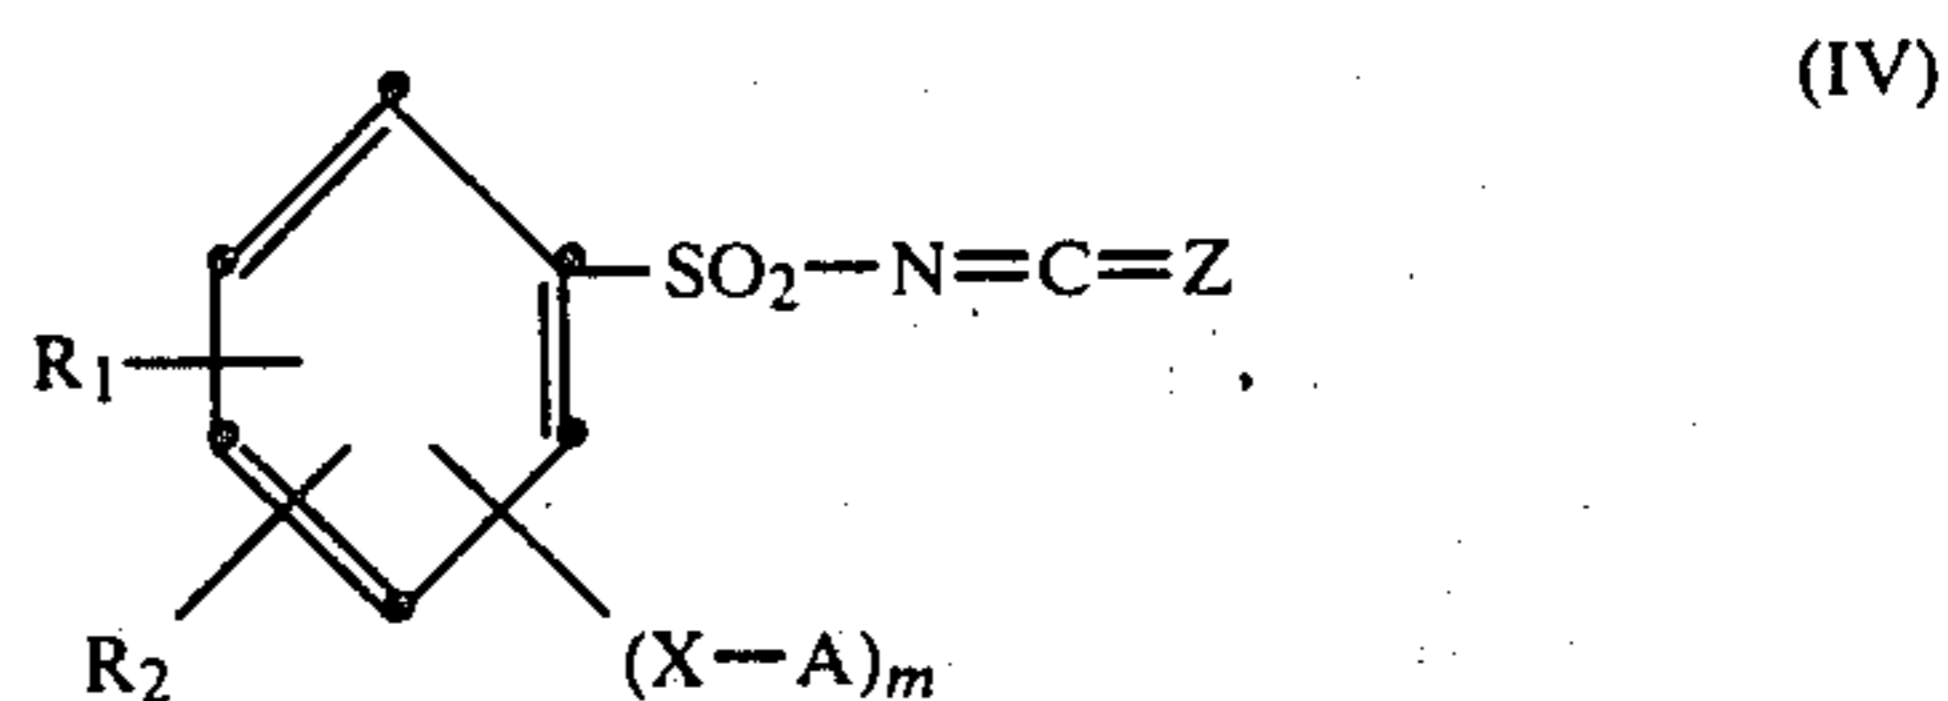 (IV)
SO2—N=C=Z
R1
R2
(X—A)m